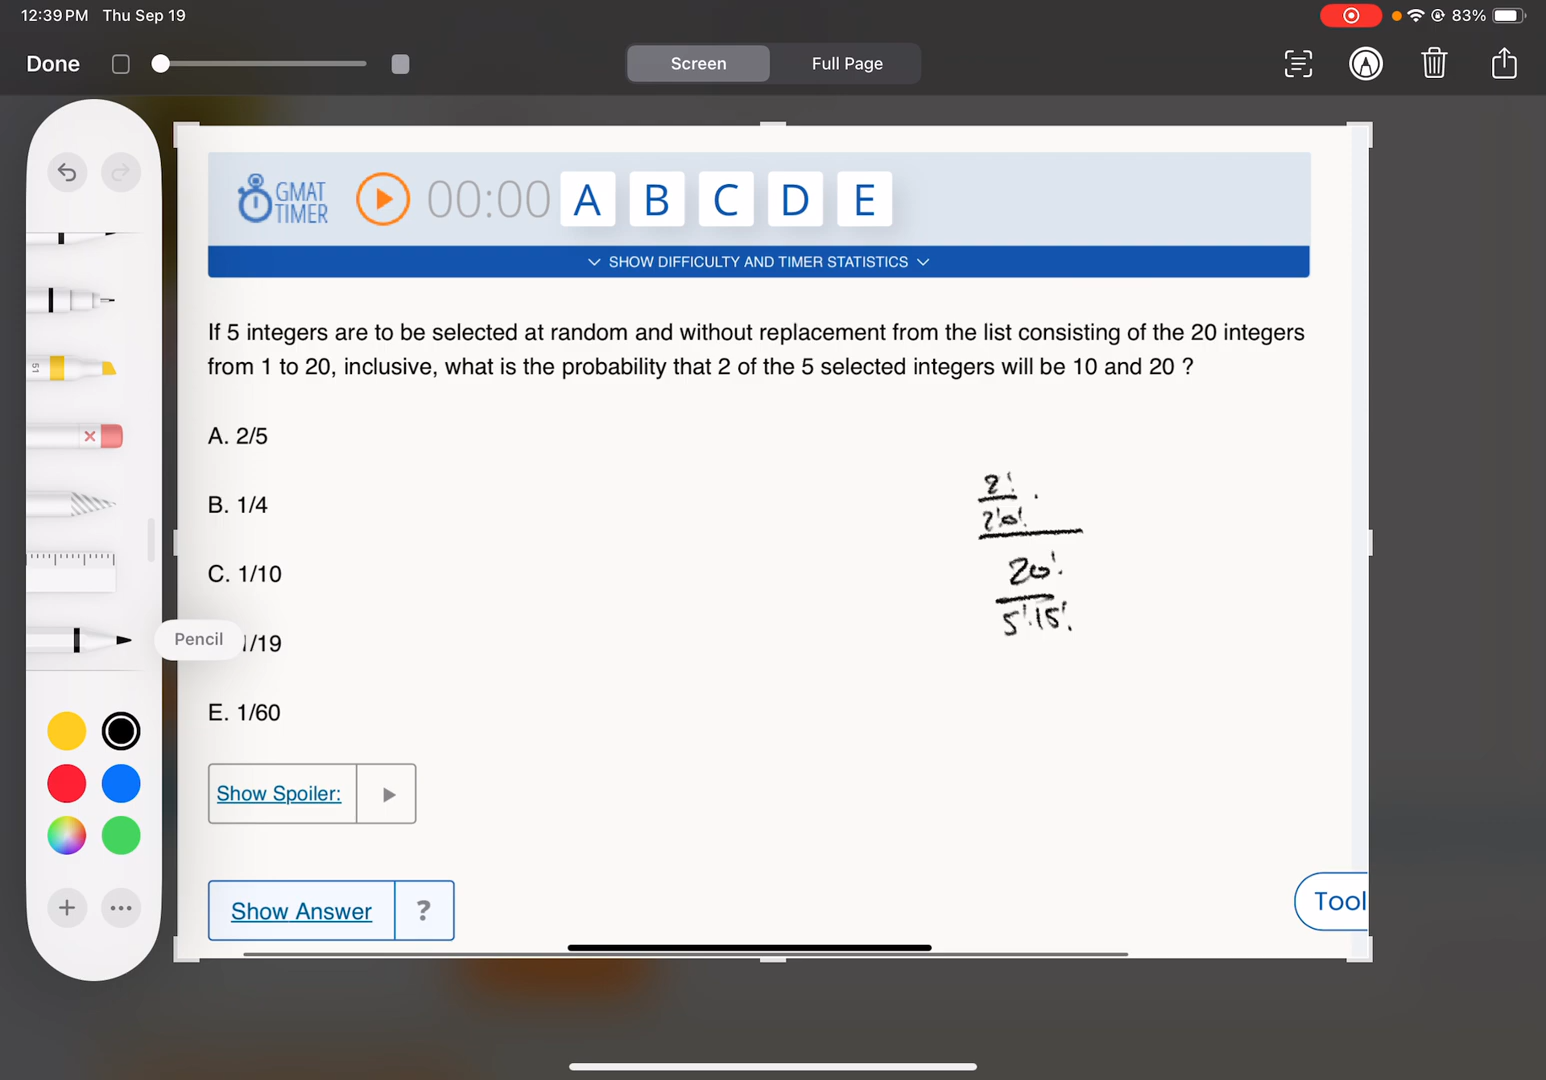 12:39 PM Thu Sep 19
83%
Done
Screen
Full Page
GMAT
TIMER
00:00
A B C D E
SHOW DIFFICULTY AND TIMER STATISTICS
If 5 integers are to be selected at random and without replacement from the list consisting of the 20 integers
from 1 to 20, inclusive, what is the probability that 2 of the 5 selected integers will be 10 and 20 ?
A. 2/5
B. 1/4
C. 1/10
1/19
E. 1/60
2! .
2!0!
20!
5!15!
51
Pencil
Show Spoiler:
Show Answer
?
Tool